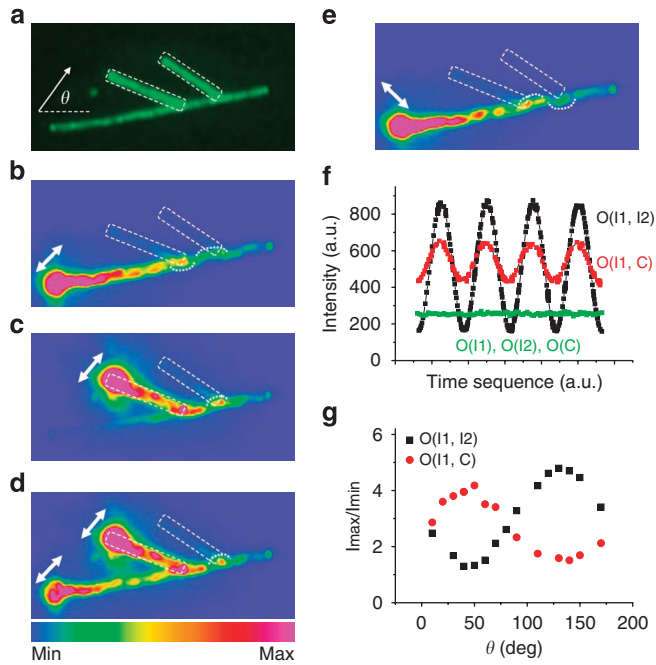 a
θ
b
c
d
Min Max
e
f
Intensity (a.u.)
800
600
400
200
0
O(I1, I2)
O(I1, C)
O(I1), O(I2), O(C)
Time sequence (a.u.)
g
Imax/Imin
6
4
2
0
O(I1, I2)
O(I1, C)
0 50 100 150 200
θ (deg)